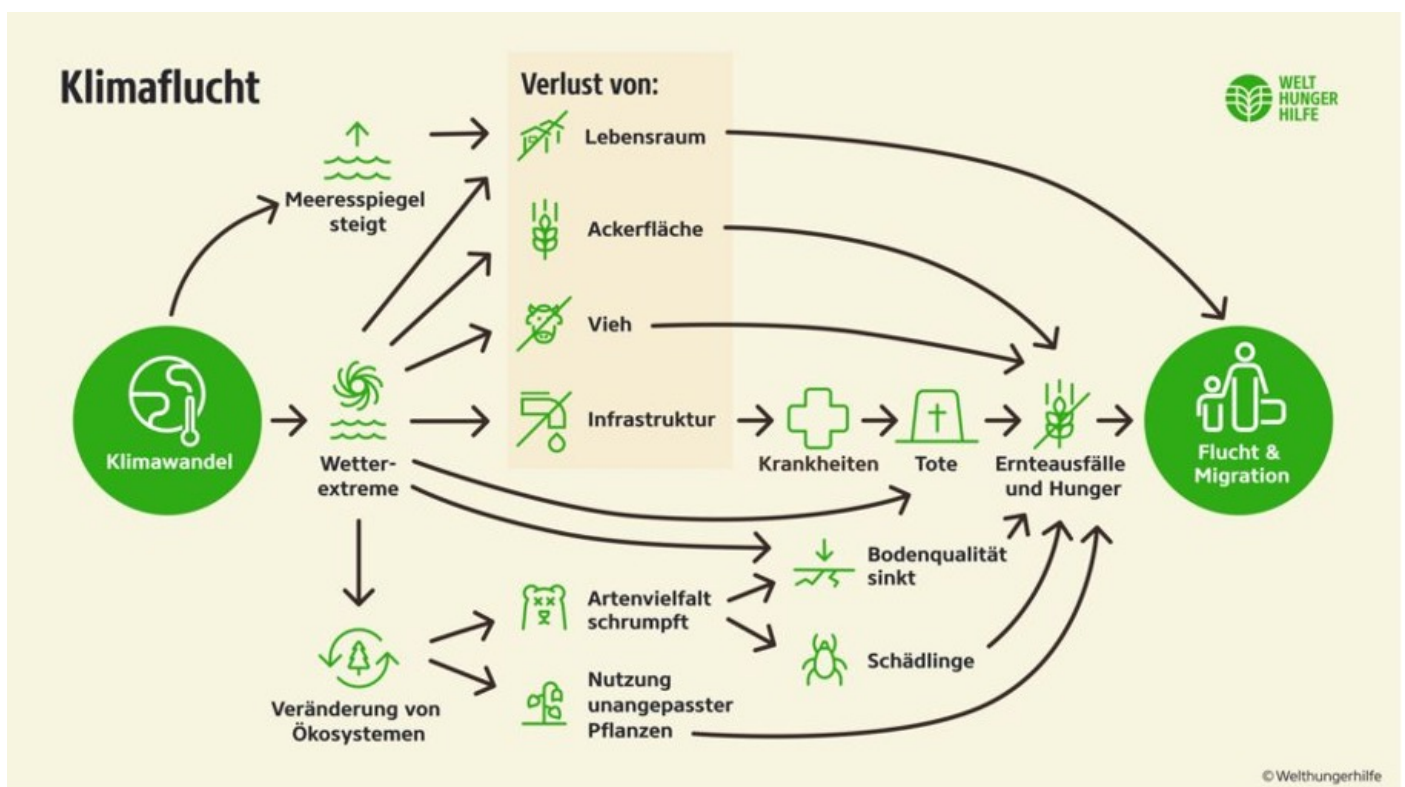 Klimaflucht
Verlust von:
WELT
HUNGER
HILFE
Lebensraum
Meeresspiegel
steigt
Ackerfläche
Vieh
Klimawandel
Wetter-
extreme
Infrastruktur
Krankheiten
Tote
Ernteausfälle
und Hunger
Flucht &
Migration
Bodenqualität
sinkt
Artenvielfalt
schrumpft
Schädlinge
Veränderung von
Ökosystemen
Nutzung
unangepasster
Pflanzen
© Welthungerhilfe